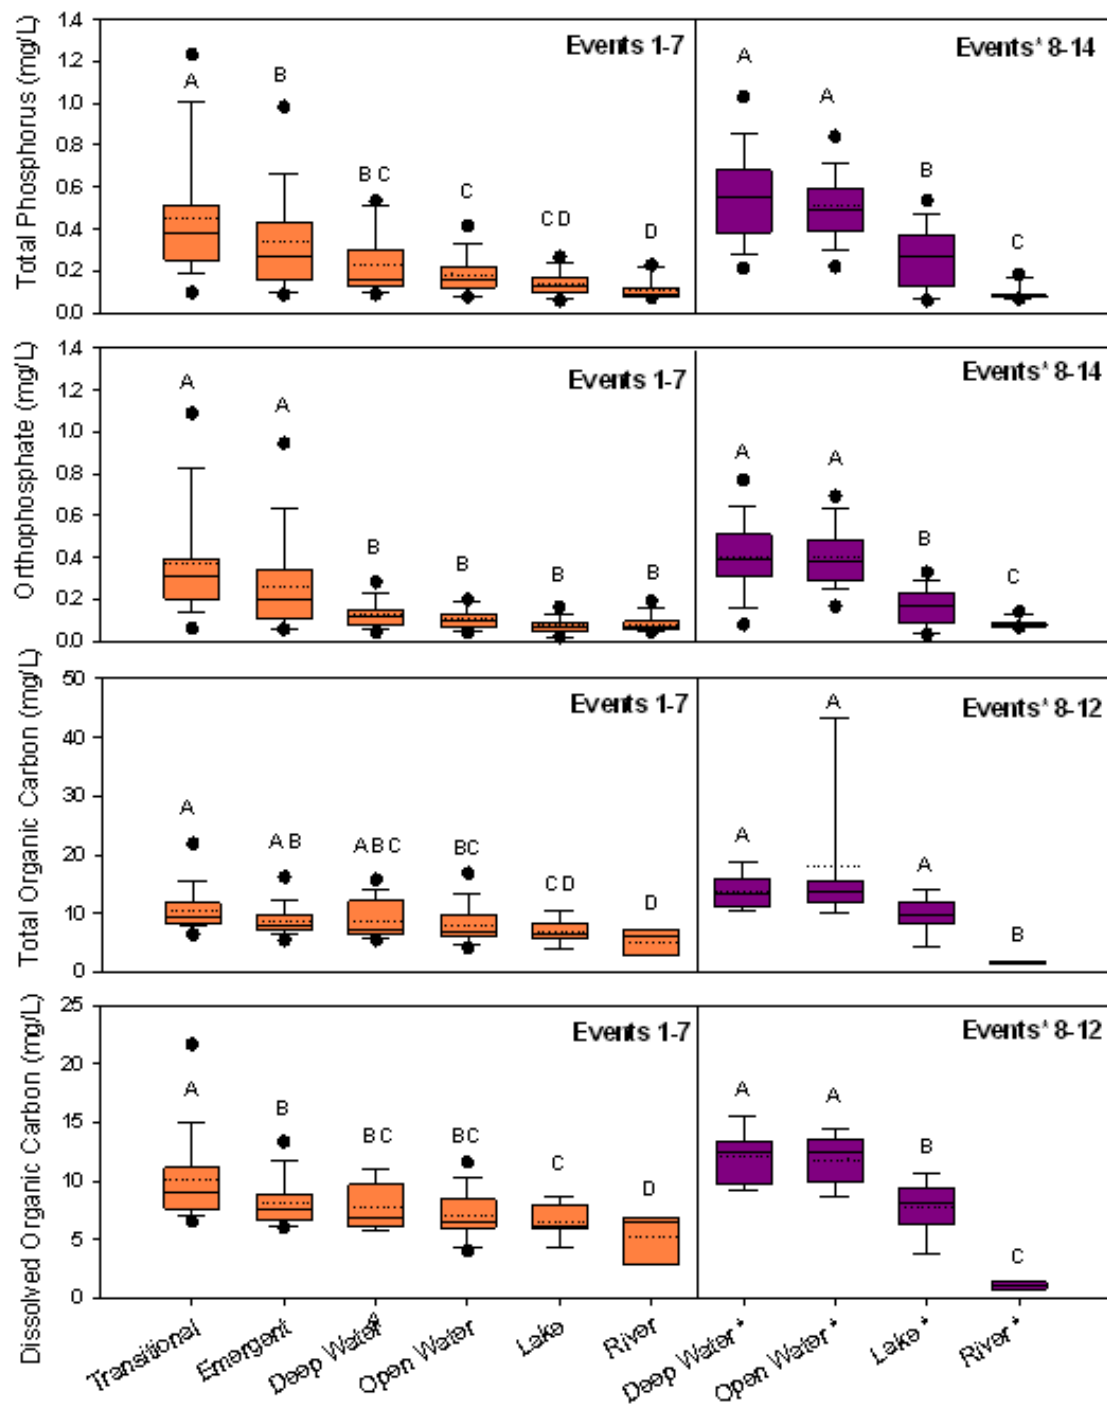 Total Phosphorus (mg/L)
1.4
1.2
1.0
0.8
0.6
0.4
0.2
0.0
Events 1-7
A
B
B C
C
C D
D
Events* 8-14
A
A
B
C
Orthophosphate (mg/L)
1.4
1.2
1.0
0.8
0.6
0.4
0.2
0.0
Events 1-7
A
A
B
B
B
B
Events* 8-14
A
A
B
C
Total Organic Carbon (mg/L)
50
40
30
20
10
0
Events 1-7
A
A B
A B C
BC
C D
D
Events* 8-12
A
A
A
B
Dissolved Organic Carbon (mg/L)
25
20
15
10
5
0
Events 1-7
A
B
B C
BC
C
D
Events* 8-12
A
A
B
C
Transitional
Emergent
Deep Water
Open Water
Lake
River
Deep Water *
Open Water *
Lake *
River *